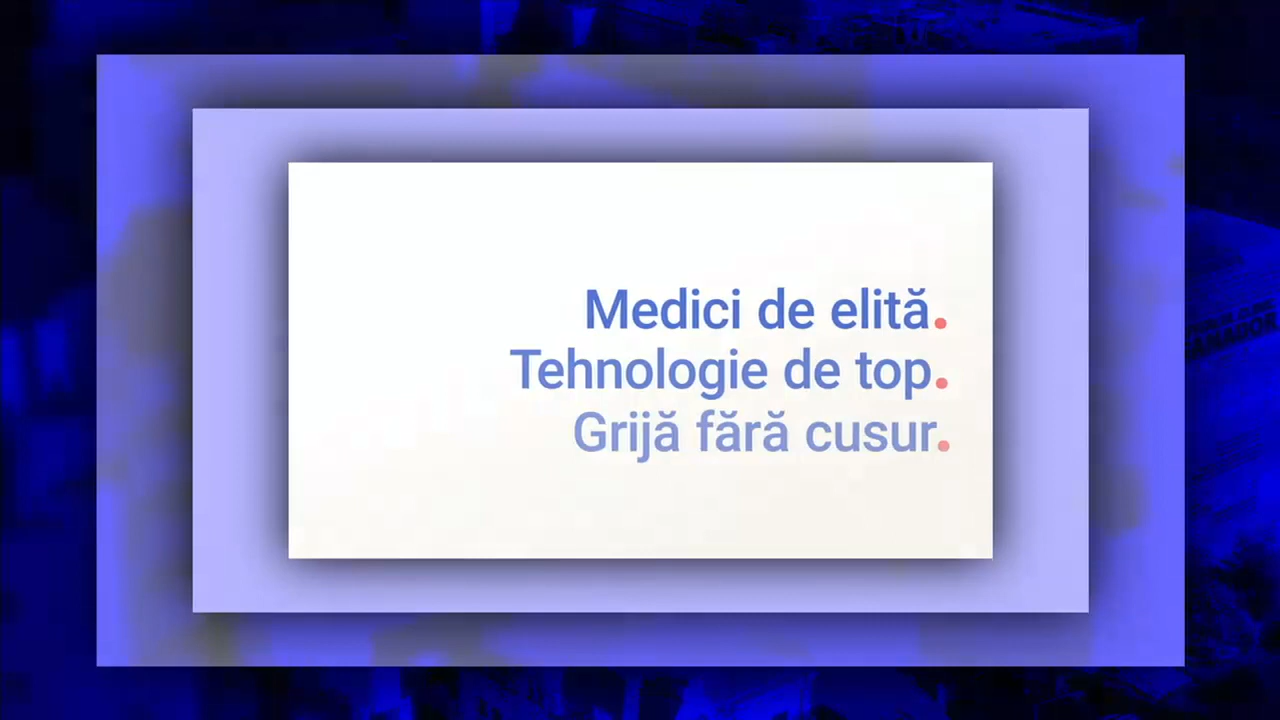 Medici de elită.
Tehnologie de top.
Grijă fără cusur.